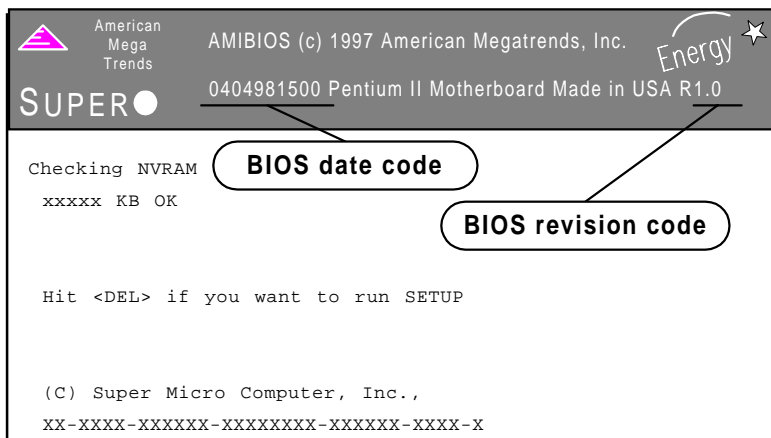 American
Mega
Trends
AMIBIOS (c) 1997 American Megatrends, Inc.
Energy
SUPER
0404981500 Pentium II Motherboard Made in USA R1.0
Checking NVRAM
BIOS date code
xxxxx KB OK
BIOS revision code
Hit <DEL> if you want to run SETUP
(C) Super Micro Computer, Inc.,
XX-XXXX-XXXXXX-XXXXXXXX-XXXXXX-XXXX-X